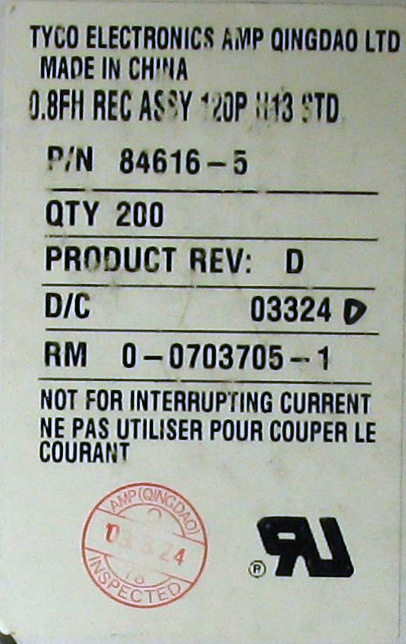 TYCO ELECTRONICS AMP QINGDAO LTD
MADE IN CHINA
0.8FH REC ASSY 120P H13 STD
P/N 84616-5
QTY 200
PRODUCT REV: D
D/C 03324 D
RM 0-0703705-1
NOT FOR INTERRUPTING CURRENT
NE PAS UTILISER POUR COUPER LE
COURANT
AMP(QINGDAO)
INSPECTED
®